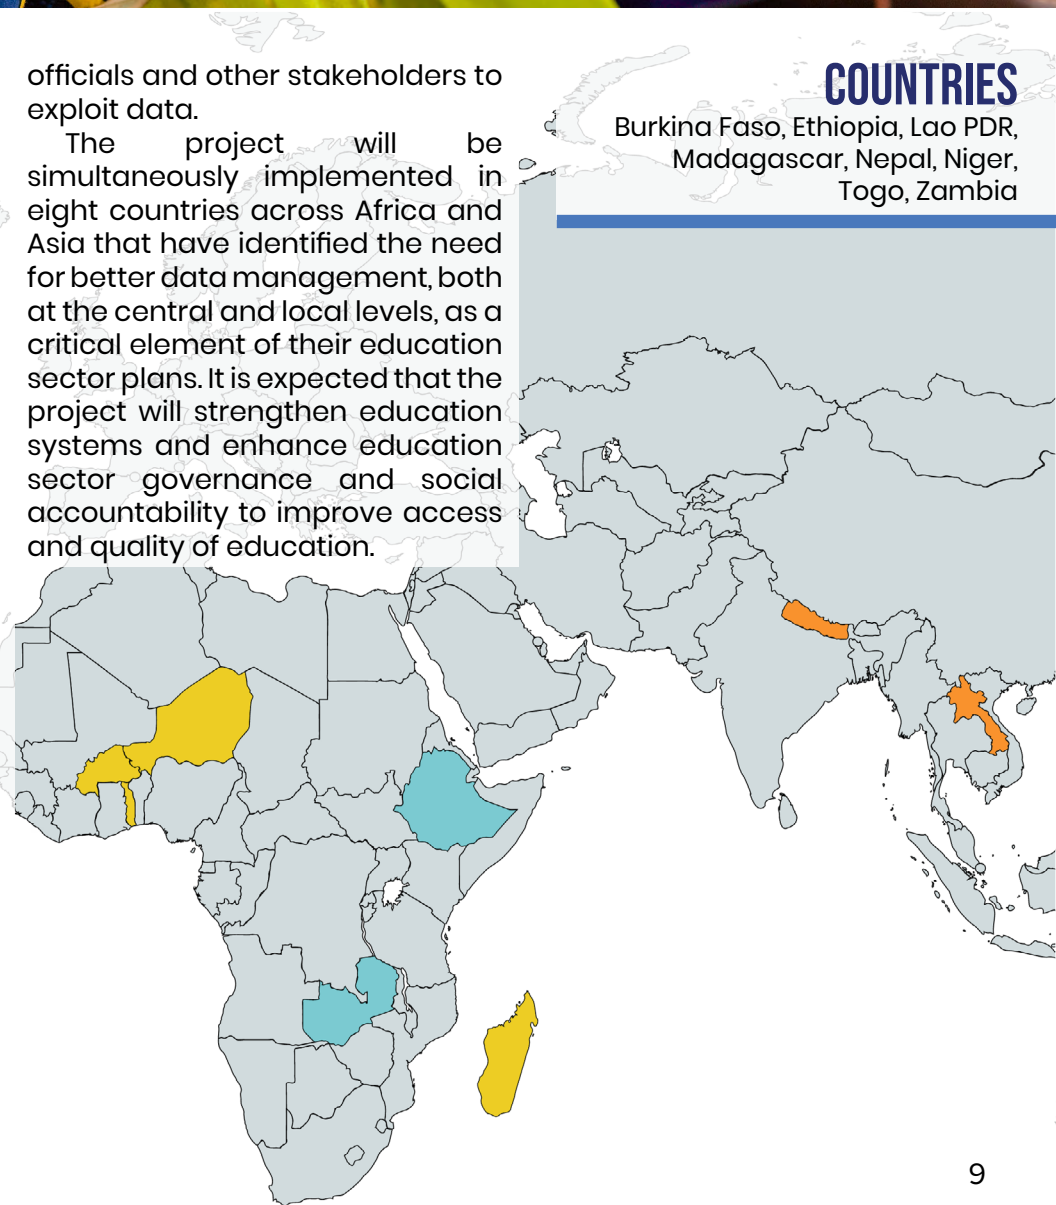 officials and other stakeholders to
exploit data.
The project will be
simultaneously implemented in
eight countries across Africa and
Asia that have identified the need
for better data management, both
at the central and local levels, as a
critical element of their education
sector plans. It is expected that the
project will strengthen education
systems and enhance education
sector governance and social
accountability to improve access
and quality of education.
COUNTRIES
Burkina Faso, Ethiopia, Lao PDR,
Madagascar, Nepal, Niger,
Togo, Zambia
9